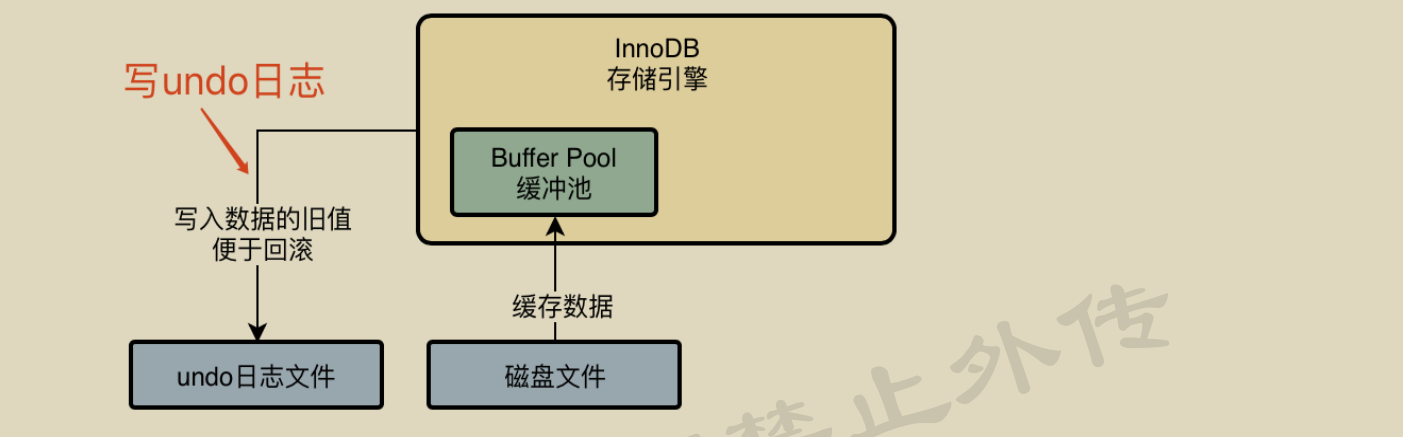 InnoDB
存储引擎
写undo日志
Buffer Pool
缓冲池
写入数据的旧值
便于回滚
缓存数据
undo日志文件
磁盘文件
禁止外传